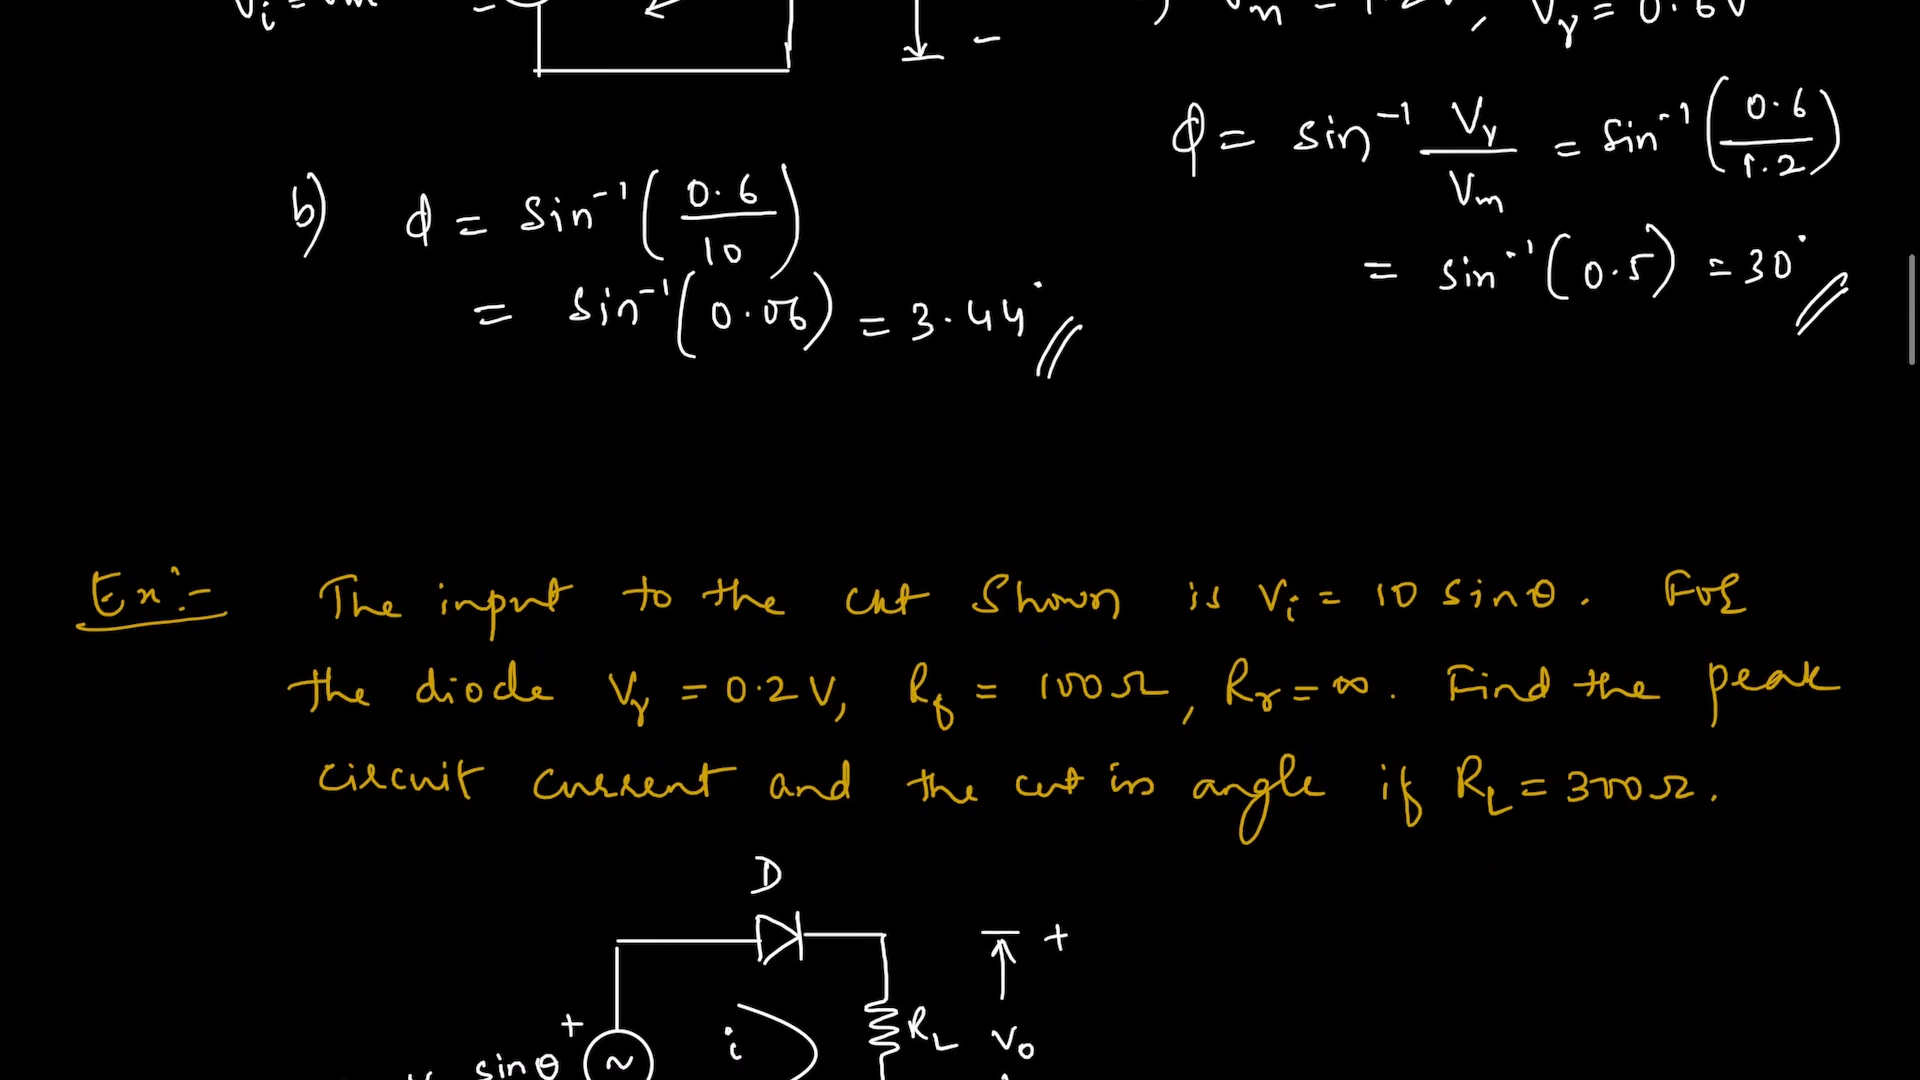 φ = sin⁻¹ Vγ/Vm = sin⁻¹(0.6/1.2)
= sin⁻¹(0.5) = 30°
b) φ = sin⁻¹(0.6/10)
= sin⁻¹(0.06) = 3.44°
Ex:- The input to the ckt shown is Vi = 10 sinθ. For
the diode Vγ = 0.2V, Rf = 100Ω, Rr = ∞. Find the peak
circuit current and the cut in angle if RL = 300Ω.
D
+
+
i
RL
Vo
sinθ
~